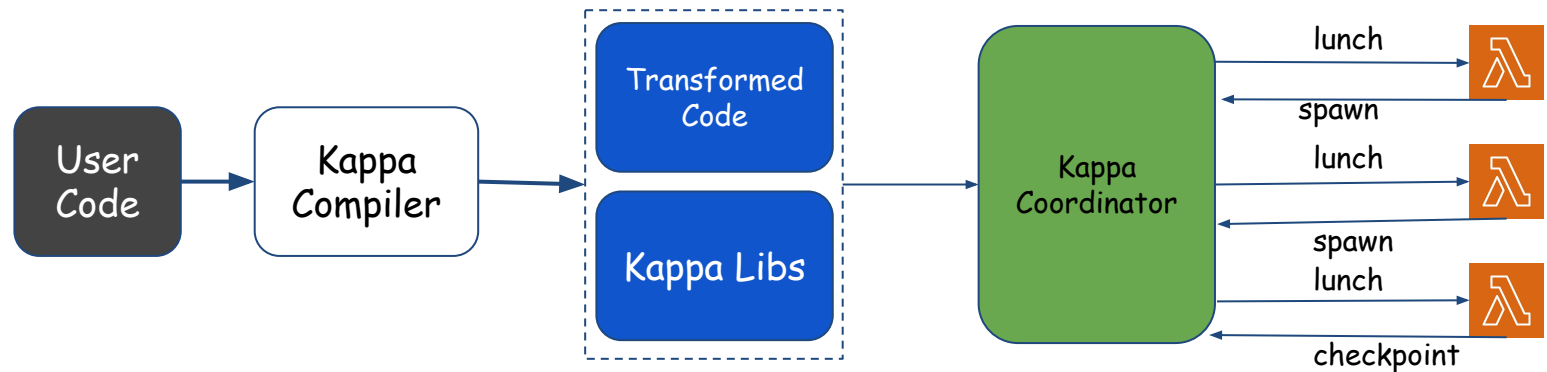 User
Code
Kappa
Compiler
Transformed
Code
Kappa Libs
Kappa
Coordinator
lunch
spawn
lunch
spawn
lunch
checkpoint